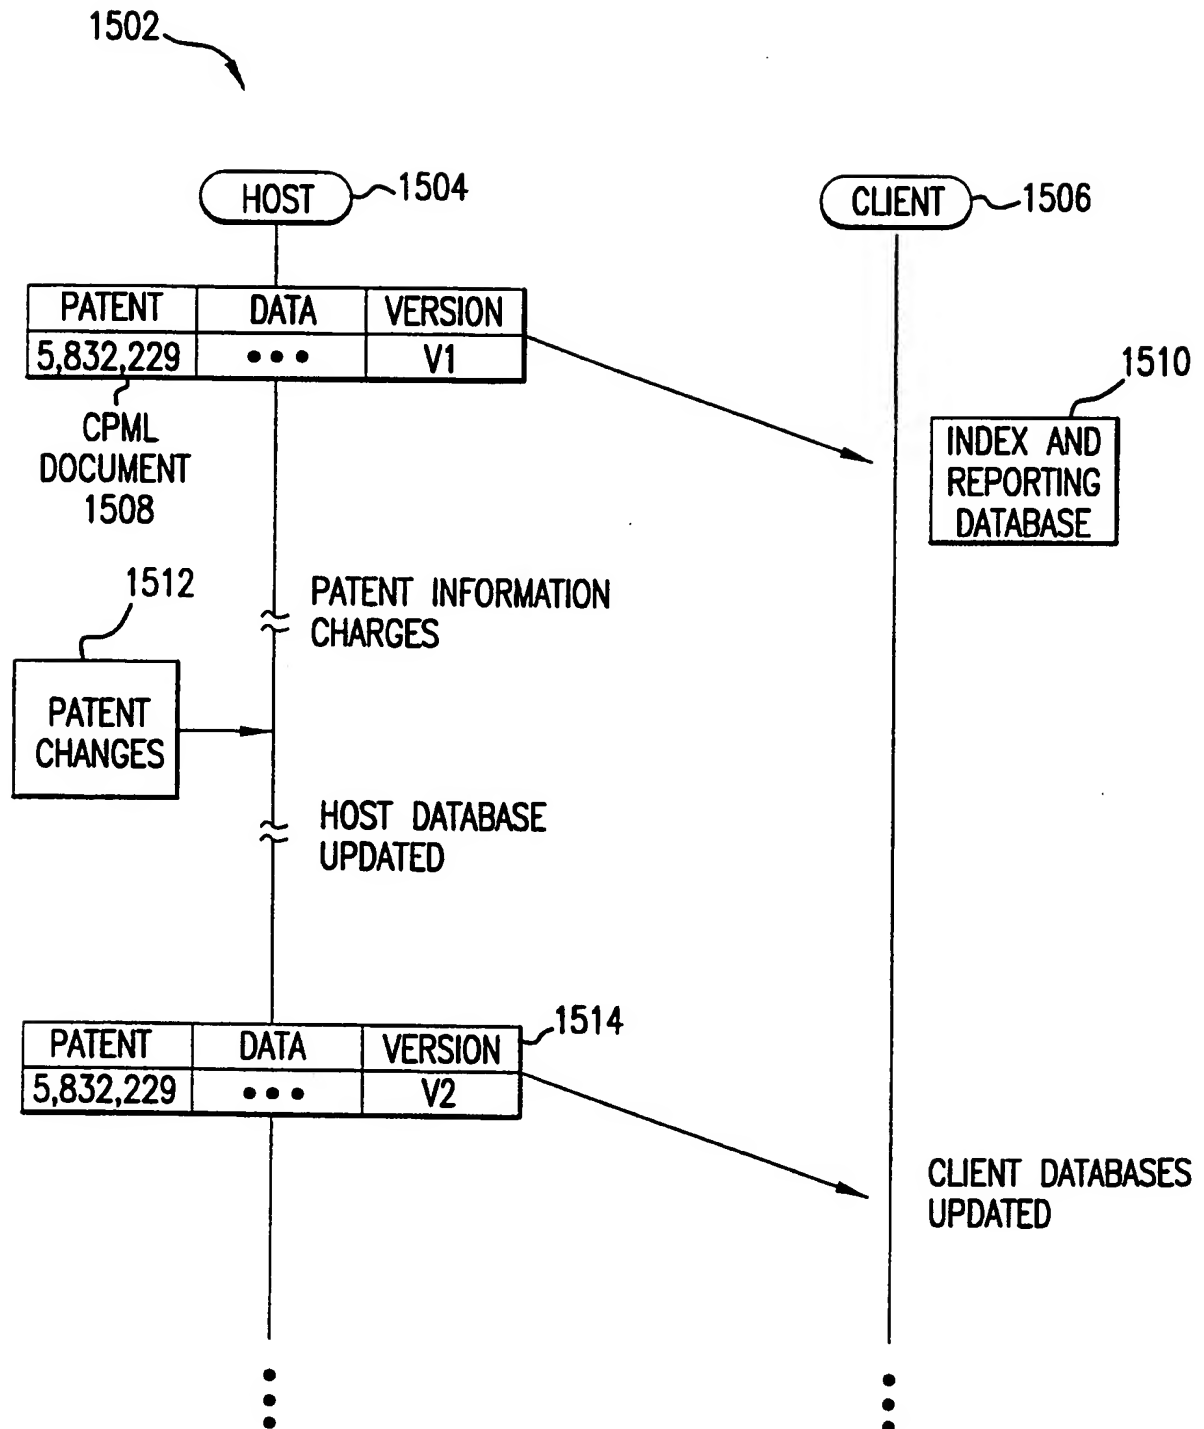 1502
HOST
1504
CLIENT
1506
PATENT DATA VERSION
5,832,229 ••• V1
CPML
DOCUMENT
1508
1510
INDEX AND
REPORTING
DATABASE
1512
PATENT INFORMATION
CHARGES
PATENT
CHANGES
HOST DATABASE
UPDATED
1514
PATENT DATA VERSION
5,832,229 ••• V2
CLIENT DATABASES
UPDATED